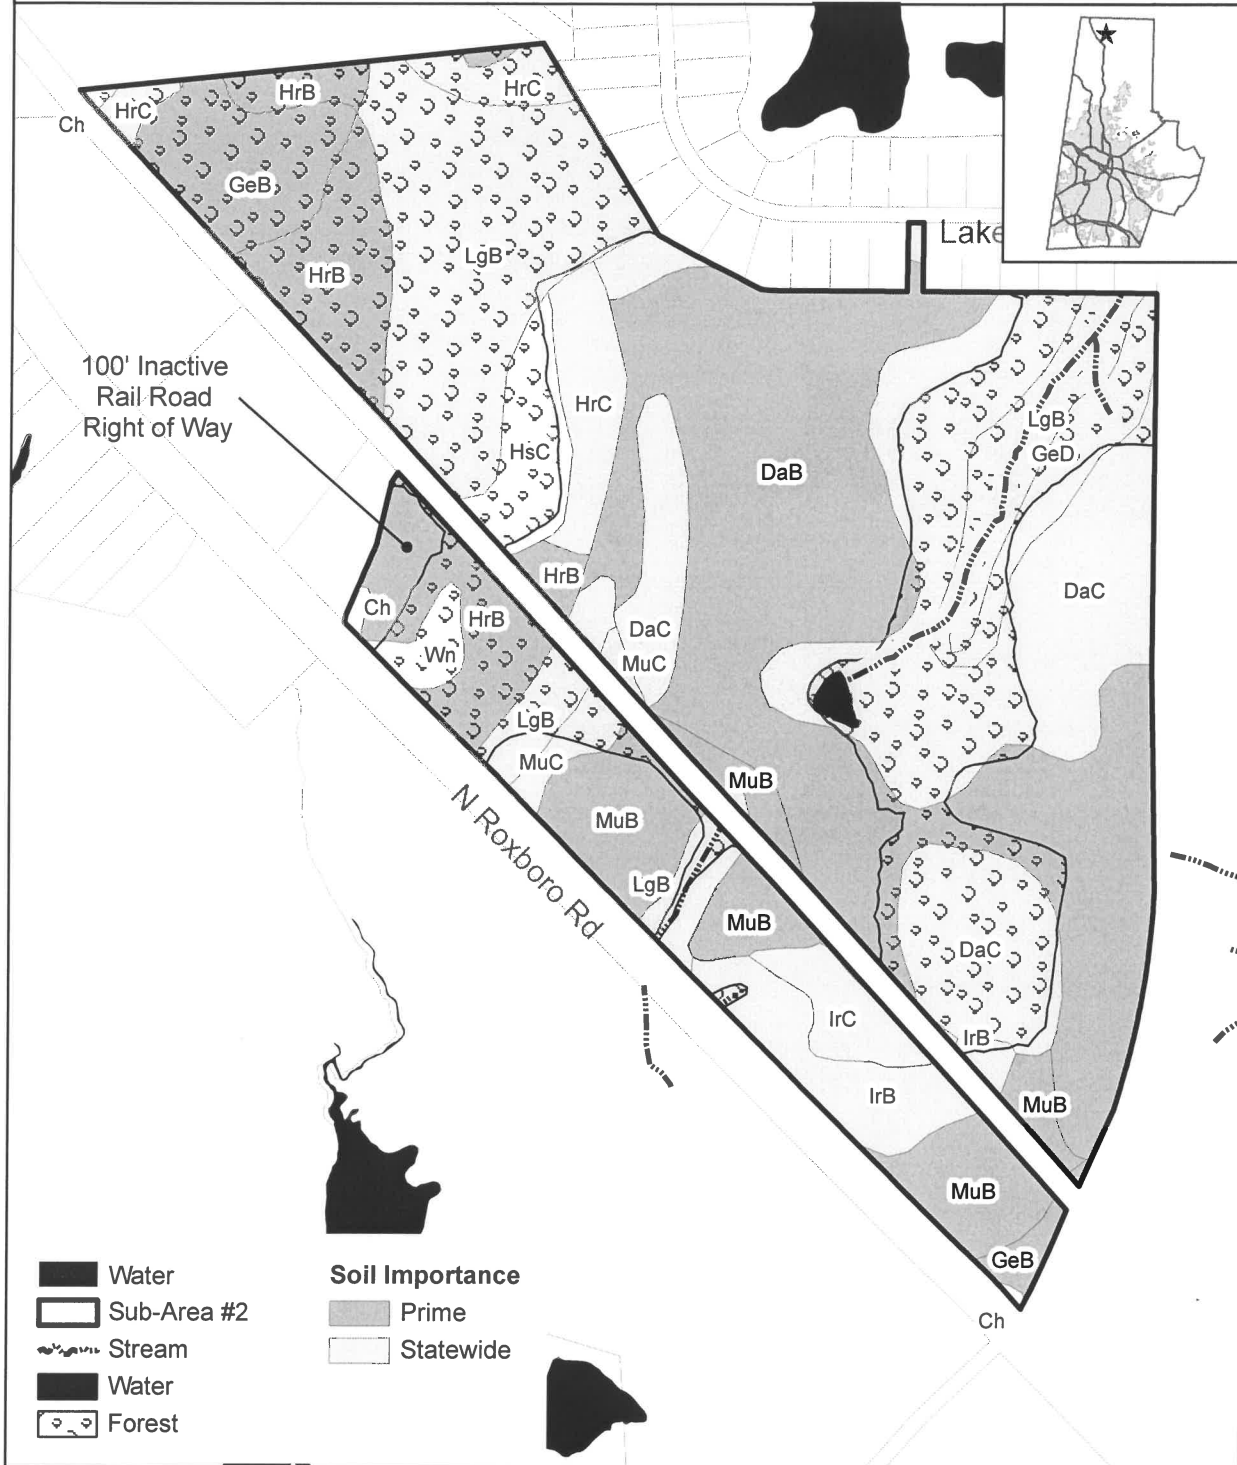 HrB
HrC
HrC
Ch
GeB
Lake
LgB
HrB
100' Inactive
Rail Road
Right of Way
HrC
LgB
HsC
GeD
DaB
HrB
DaC
Ch
HrB
DaC
Wn
MuC
LgB
MuC
MuB
N Roxboro Rd
MuB
LgB
MuB
DaC
IrC
IrB
IrB
MuB
MuB
GeB
Ch
Water
Sub-Area #2
Stream
Water
Forest
Soil Importance
Prime
Statewide